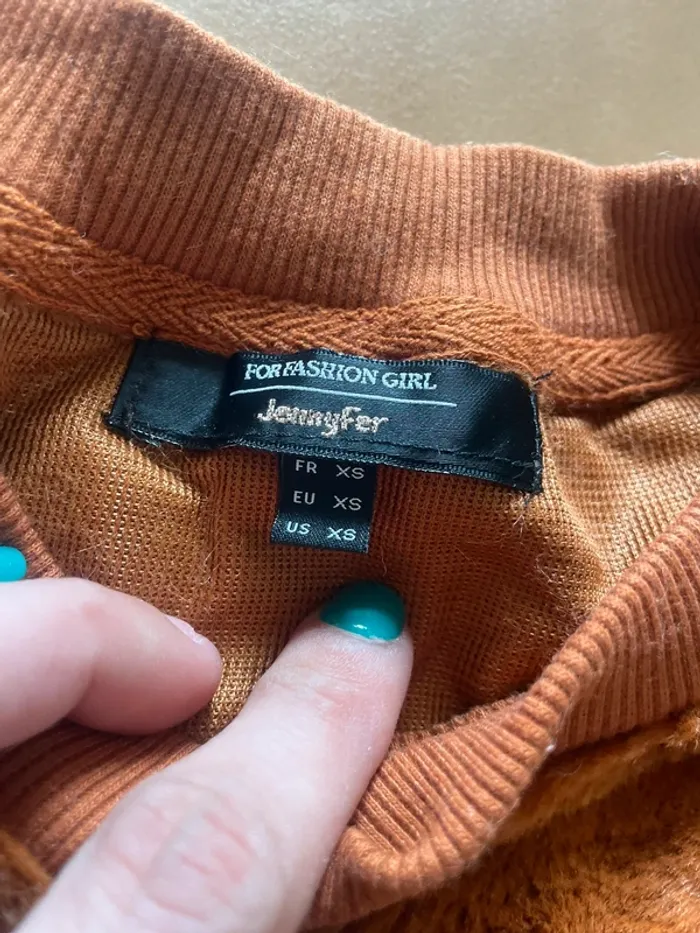 FOR FASHION GIRL
JennyFer
FR XS
EU XS
US XS